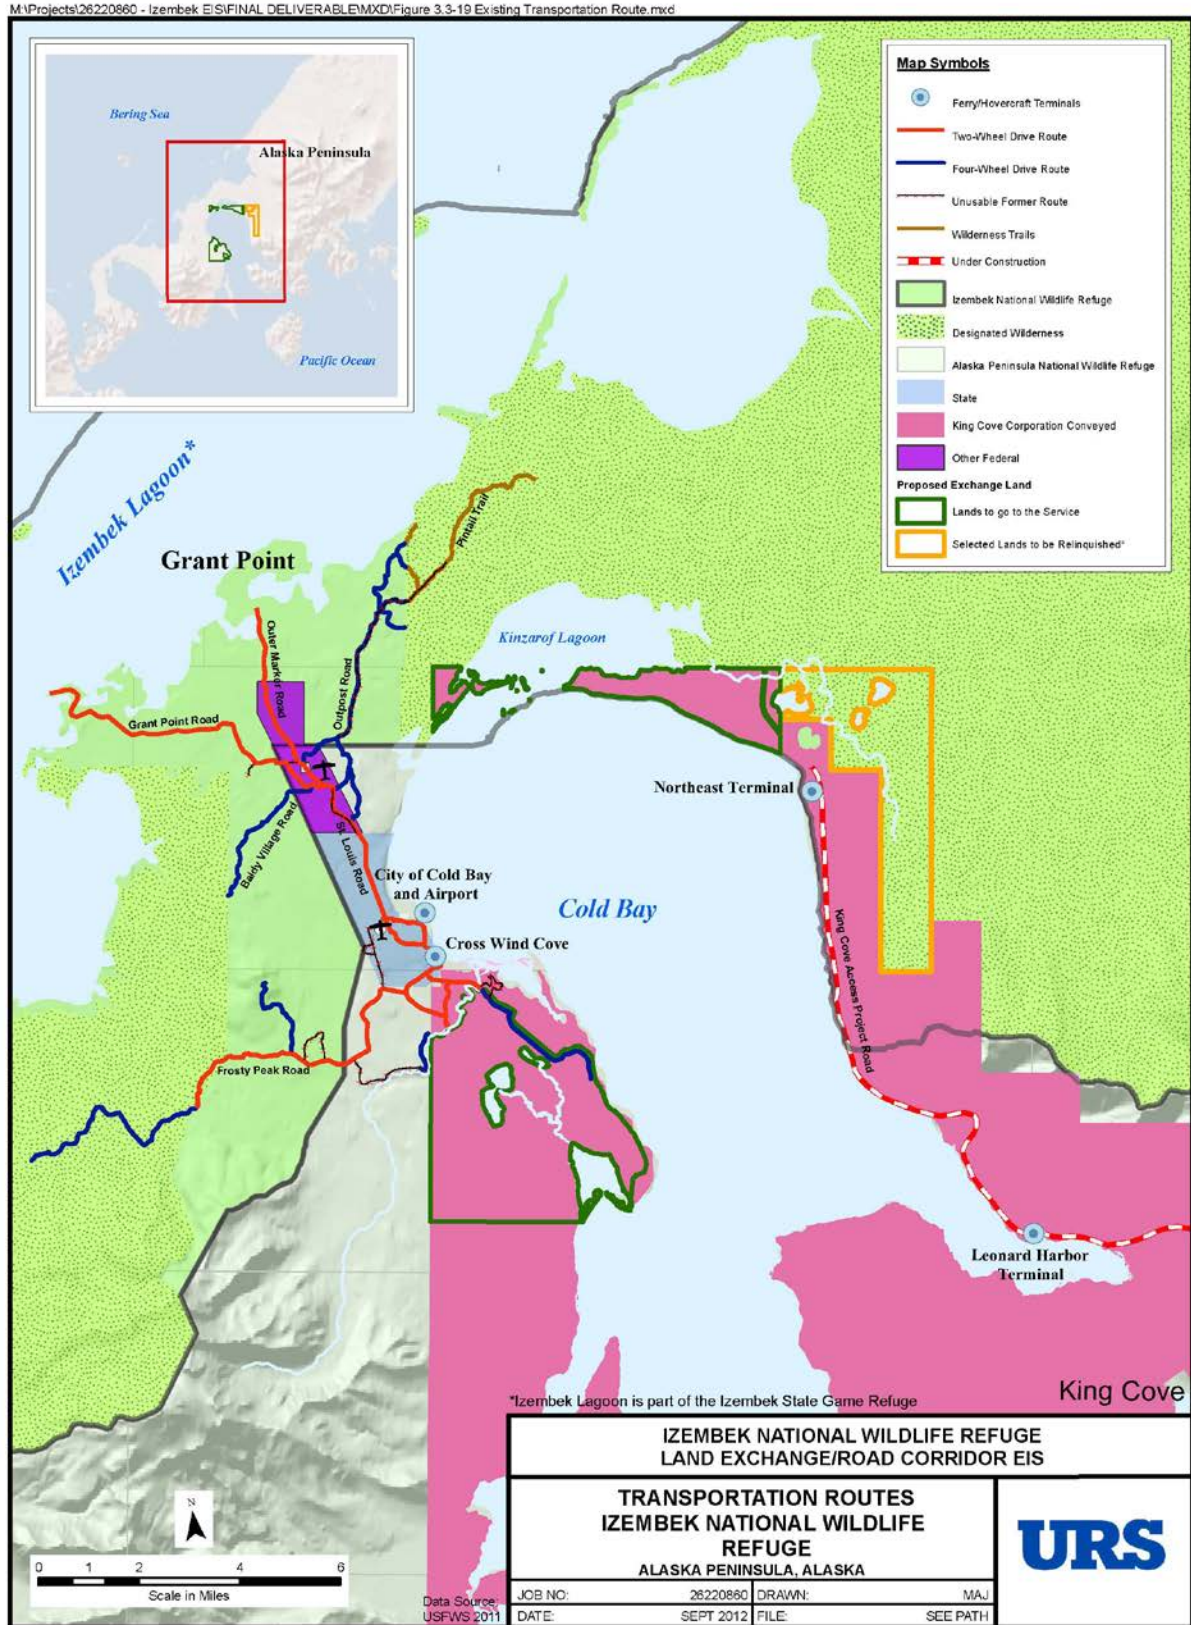 M:\Projects\26220860 - Izembek EIS\FINAL DELIVERABLE\MXD\Figure 3.3-19 Existing Transportation Route.mxd
Bering Sea
Alaska Peninsula
Pacific Ocean
Map Symbols
Ferry/Hovercraft Terminals
Two-Wheel Drive Route
Four-Wheel Drive Route
Unusable Former Route
Wilderness Trails
Under Construction
Izembek National Wildlife Refuge
Designated Wilderness
Alaska Peninsula National Wildlife Refuge
State
King Cove Corporation Conveyed
Other Federal
Proposed Exchange Land
Lands to go to the Service
Selected Lands to be Relinquished*
Izembek Lagoon*
Grant Point
Pintail Trail
Kinzarof Lagoon
Outer Marker Road
Outpost Road
Grant Point Road
Northeast Terminal
Baldy Village Road
St. Louis Road
City of Cold Bay
and Airport
Cold Bay
Cross Wind Cove
King Cove Access Project Road
Frosty Peak Road
Leonard Harbor
Terminal
King Cove
*Izembek Lagoon is part of the Izembek State Game Refuge
IZEMBEK NATIONAL WILDLIFE REFUGE
LAND EXCHANGE/ROAD CORRIDOR EIS
TRANSPORTATION ROUTES
IZEMBEK NATIONAL WILDLIFE
REFUGE
ALASKA PENINSULA, ALASKA
URS
JOB NO: 26220860 DRAWN: MAJ
DATE: SEPT 2012 FILE: SEE PATH
N
0 1 2 4 6
Scale in Miles
Data Source:
USFWS 2011